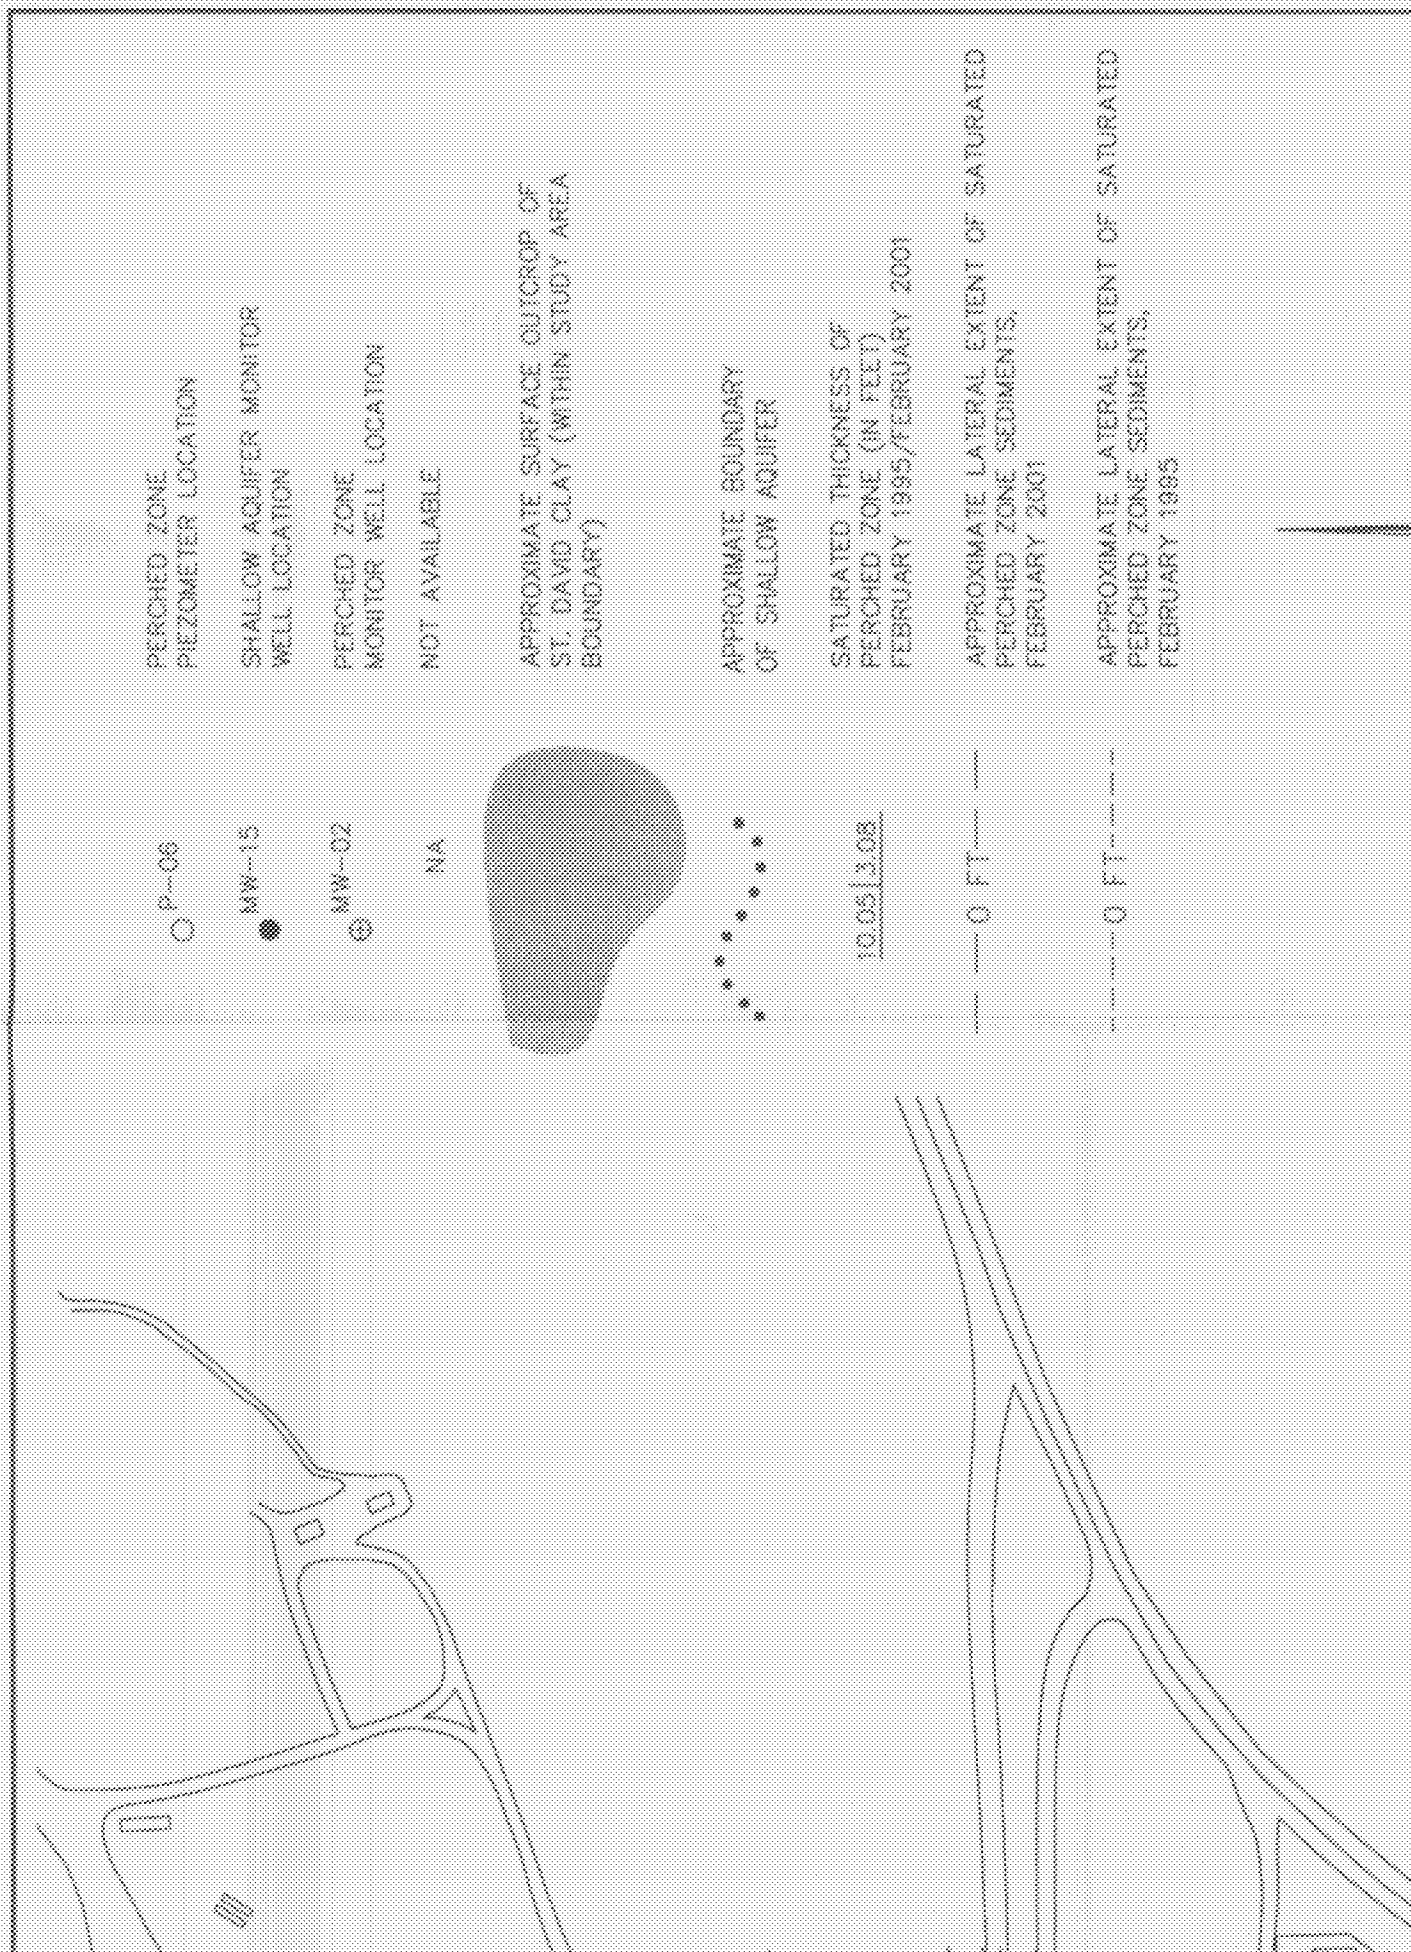 P-06
PERCHED ZONE
PIEZOMETER LOCATION
MW-15
SHALLOW AQUIFER MONITOR
WELL LOCATION
MW-02
PERCHED ZONE
MONITOR WELL LOCATION
NA
NOT AVAILABLE
APPROXIMATE SURFACE OUTCROP OF
ST. DAVID CLAY (WITHIN STUDY AREA
BOUNDARY)
APPROXIMATE BOUNDARY
OF SHALLOW AQUIFER
10.05|3.08
SATURATED THICKNESS OF
PERCHED ZONE (IN FEET)
FEBRUARY 1995/FEBRUARY 2001
0 FT
APPROXIMATE LATERAL EXTENT OF SATURATED
PERCHED ZONE SEDIMENTS,
FEBRUARY 2001
0 FT
APPROXIMATE LATERAL EXTENT OF SATURATED
PERCHED ZONE SEDIMENTS,
FEBRUARY 1995